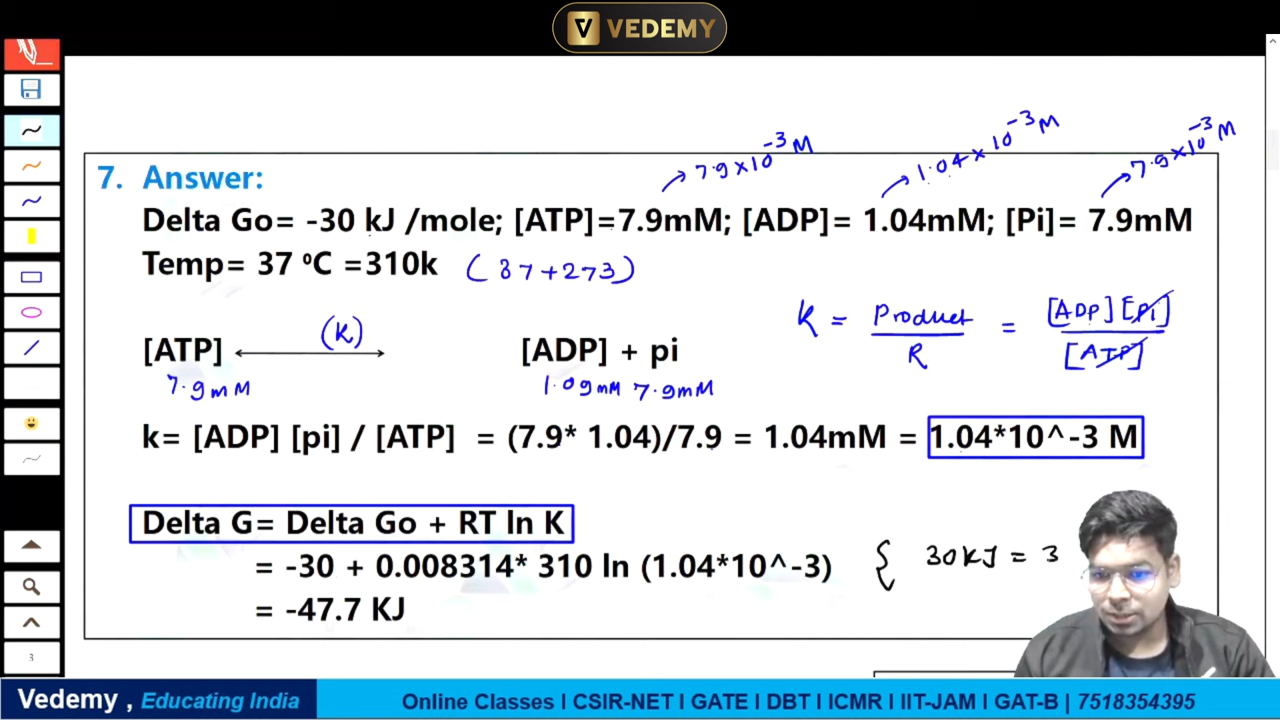 VEDEMY
7.9×10^-3 M
1.04×10^-3 M
7.9×10^-3 M
7. Answer:
Delta Go= -30 kJ /mole; [ATP]=7.9mM; [ADP]= 1.04mM; [Pi]= 7.9mM
Temp= 37 ⁰C =310k (37+273)
(K)
K = Product / R = [ADP] [Pi] / [ATP]
[ATP] ⟷ [ADP] + pi
7.9mM 1.09mM 7.9mM
k= [ADP] [pi] / [ATP] = (7.9* 1.04)/7.9 = 1.04mM = 1.04*10^-3 M
Delta G= Delta Go + RT ln K
= -30 + 0.008314* 310 ln (1.04*10^-3)
{ 30KJ = 3
= -47.7 KJ
3
Vedemy , Educating India
Online Classes I CSIR-NET I GATE I DBT I ICMR I IIT-JAM I GAT-B | 7518354395